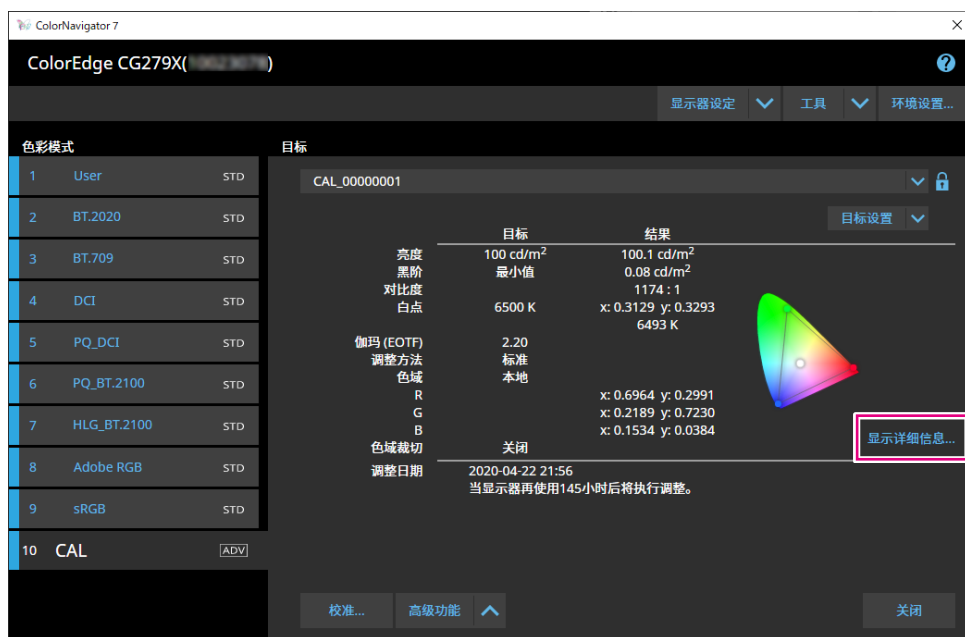 ColorNavigator 7
ColorEdge CG279X( )
显示器设定 工具 环境设置...
色彩模式
1 User STD
2 BT.2020 STD
3 BT.709 STD
4 DCI STD
5 PQ_DCI STD
6 PQ_BT.2100 STD
7 HLG_BT.2100 STD
8 Adobe RGB STD
9 sRGB STD
10 CAL ADV
目标
CAL_00000001
目标设置
目标 结果
亮度 100 cd/m² 100.1 cd/m²
黑阶 最小值 0.08 cd/m²
对比度 1174 : 1
白点 6500 K x: 0.3129 y: 0.3293
6493 K
伽玛 (EOTF) 2.20
调整方法 标准
色域 本地
R x: 0.6964 y: 0.2991
G x: 0.2189 y: 0.7230
B x: 0.1534 y: 0.0384
色域裁切 关闭
显示详细信息...
调整日期 2020-04-22 21:56
当显示器再使用145小时后将执行调整。
校准... 高级功能 关闭